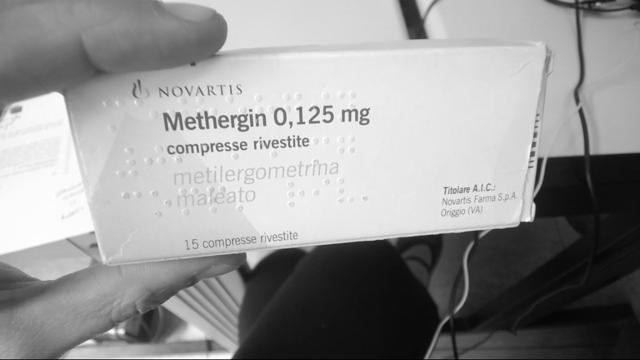 NOVARTIS
Methergin 0,125 mg
compresse rivestite
metilergometrina
maleato
15 compresse rivestite
Titolare A.I.C.:
Novartis Farma S.p.A.
Origgio (VA)